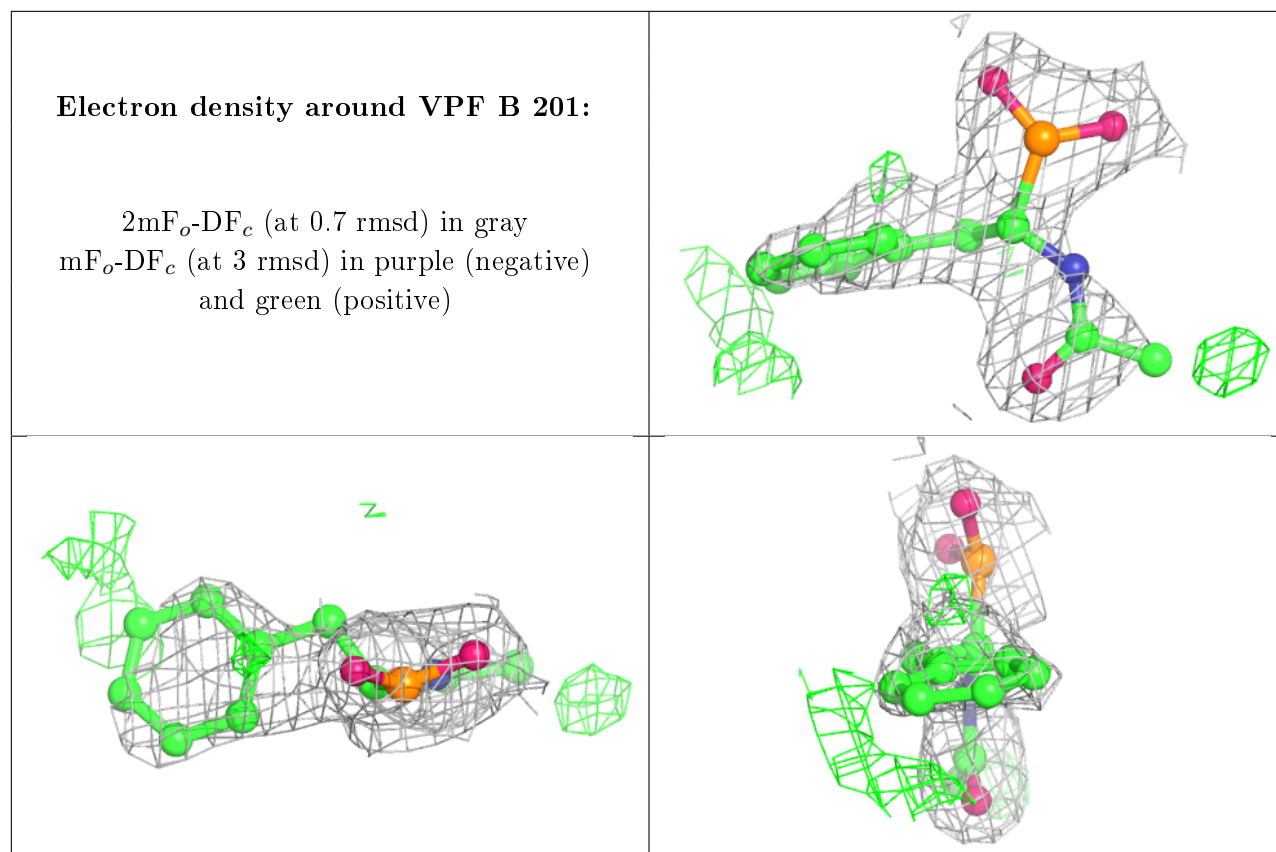 Electron density around VPF B 201:
2mFₒ-DF𝑐 (at 0.7 rmsd) in gray
mFₒ-DF𝑐 (at 3 rmsd) in purple (negative)
and green (positive)